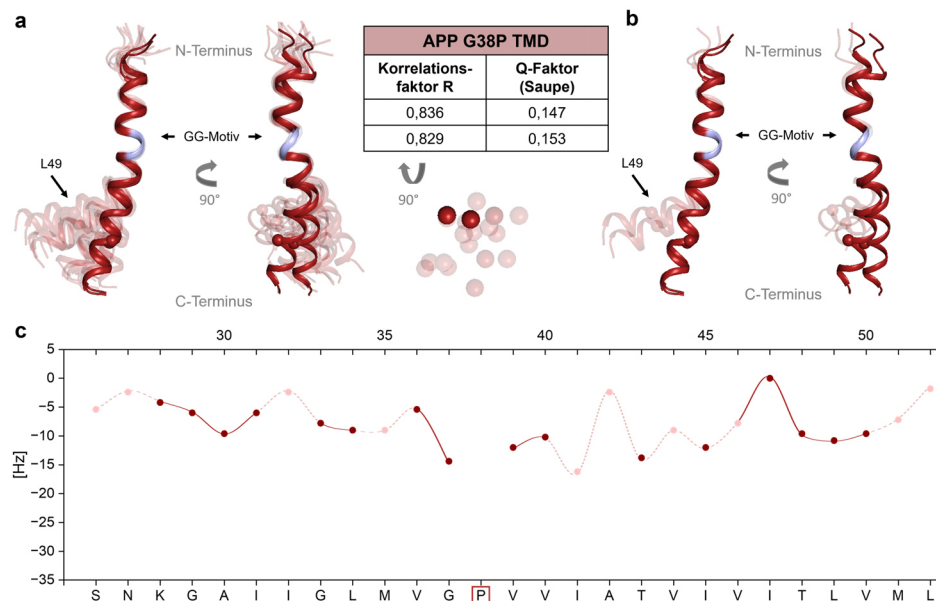 a
N-Terminus
GG-Motiv
L49
90°
C-Terminus
APP G38P TMD
Korrelations-
faktor R
Q-Faktor
(Saupe)
0,836 0,147
0,829 0,153
90°
b
N-Terminus
GG-Motiv
L49
90°
C-Terminus
c
30 35 40 45 50
5
0
−5
−10
−15
−20
−25
−30
−35
[Hz]
S N K G A I I G L M V G P V V I A T V I V I T L V M L